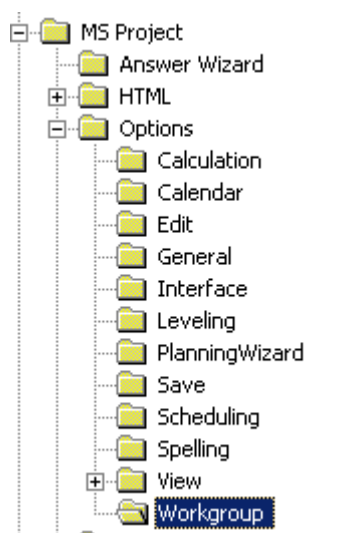 MS Project
Answer Wizard
HTML
Options
Calculation
Calendar
Edit
General
Interface
Leveling
PlanningWizard
Save
Scheduling
Spelling
View
Workgroup